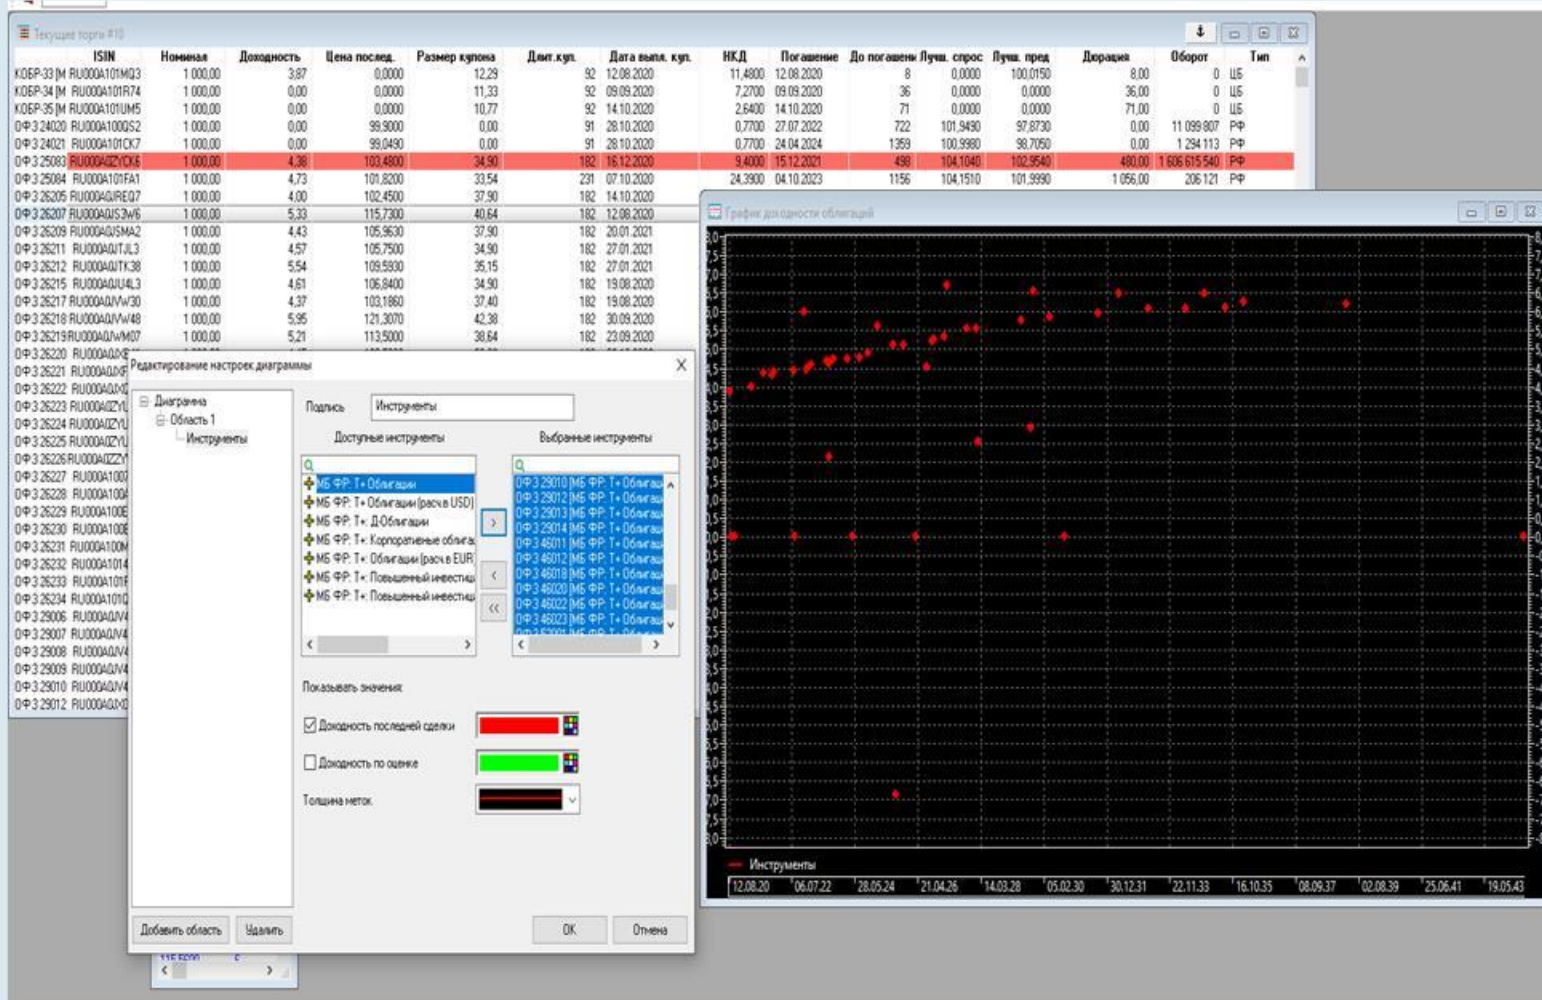 Текущие торги #10
ISIN Номинал Доходность Цена послед. Размер купона Длит.куп. Дата выпл. куп. НКД Погашение До погашени Лучш. спрос Лучш. пред Дюрация Оборот Тип
КОБР-33 [М RU000A101MQ3 1 000,00 3,87 0,0000 12,29 92 12.08.2020 11,4800 12.08.2020 8 0,0000 100,0150 8,00 0 ЦБ
КОБР-34 [М RU000A101R74 1 000,00 0,00 0,0000 11,33 92 09.09.2020 7,2700 09.09.2020 36 0,0000 0,0000 36,00 0 ЦБ
КОБР-35 [М RU000A101UM5 1 000,00 0,00 0,0000 10,77 92 14.10.2020 2,6400 14.10.2020 71 0,0000 0,0000 71,00 0 ЦБ
ОФЗ 24020 RU000A100QS2 1 000,00 0,00 99,9000 0,00 91 28.10.2020 0,7700 27.07.2022 722 101,9490 97,8730 0,00 11 099 807 РФ
ОФЗ 24021 RU000A101CK7 1 000,00 0,00 99,0490 0,00 91 28.10.2020 0,7700 24.04.2024 1359 100,9980 98,7050 0,00 1 294 113 РФ
ОФЗ 25083 RU000A0ZYCK6 1 000,00 4,38 103,4800 34,90 182 16.12.2020 9,4000 15.12.2021 498 104,1040 102,9540 480,00 1 606 615 540 РФ
ОФЗ 25084 RU000A101FA1 1 000,00 4,73 101,8200 33,54 231 07.10.2020 24,3900 04.10.2023 1156 104,1510 101,9990 1 056,00 206 121 РФ
ОФЗ 26205 RU000A0JREQ7 1 000,00 4,00 102,4500 37,90 182 14.10.2020
ОФЗ 26207 RU000A0JS3W6 1 000,00 5,33 115,7300 40,64 182 12.08.2020
ОФЗ 26209 RU000A0JSMA2 1 000,00 4,43 105,9630 37,90 182 20.01.2021
ОФЗ 26211 RU000A0JTJL3 1 000,00 4,57 105,7500 34,90 182 27.01.2021
ОФЗ 26212 RU000A0JTK38 1 000,00 5,54 109,5930 35,15 182 27.01.2021
ОФЗ 26215 RU000A0JU4L3 1 000,00 4,61 106,8400 34,90 182 19.08.2020
ОФЗ 26217 RU000A0JVW30 1 000,00 4,37 103,1860 37,40 182 19.08.2020
ОФЗ 26218 RU000A0JVW48 1 000,00 5,95 121,3070 42,38 182 30.09.2020
ОФЗ 26219 RU000A0JWM07 1 000,00 5,21 113,5000 38,64 182 23.09.2020
ОФЗ 26220
ОФЗ 26221
ОФЗ 26222
ОФЗ 26223
ОФЗ 26224
ОФЗ 26225
ОФЗ 26226
ОФЗ 26227
ОФЗ 26228
ОФЗ 26229
ОФЗ 26230
ОФЗ 26231
ОФЗ 26232
ОФЗ 26233
ОФЗ 26234
ОФЗ 29006
ОФЗ 29007
ОФЗ 29008
ОФЗ 29009
ОФЗ 29010
ОФЗ 29012
Редактирование настроек диаграммы
Диаграмма
Область 1
Инструменты
Подпись Инструменты
Доступные инструменты Выбранные инструменты
МБ ФР: Т+ Облигации
МБ ФР: Т+ Облигации (расч.в USD)
МБ ФР: Т+: Д-Облигации
МБ ФР: Т+: Корпоративные облига
МБ ФР: Т+: Облигации (расч.в EUR)
МБ ФР: Т+: Повышенный инвестиц
МБ ФР: Т+: Повышенный инвестиц
ОФЗ 29010 [МБ ФР: Т+ Облигац
ОФЗ 29012 [МБ ФР: Т+ Облигац
ОФЗ 29013 [МБ ФР: Т+ Облигац
ОФЗ 29014 [МБ ФР: Т+ Облигац
ОФЗ 46011 [МБ ФР: Т+ Облигац
ОФЗ 46012 [МБ ФР: Т+ Облигац
ОФЗ 46018 [МБ ФР: Т+ Облигац
ОФЗ 46020 [МБ ФР: Т+ Облигац
ОФЗ 46022 [МБ ФР: Т+ Облигац
ОФЗ 46023 [МБ ФР: Т+ Облигац
Показывать значения:
Доходность последней сделки
Доходность по оценке
Толщина меток
Добавить область Удалить OK Отмена
График доходности облигаций
Инструменты
12.08.20 06.07.22 28.05.24 21.04.26 14.03.28 05.02.30 30.12.31 22.11.33 16.10.35 08.09.37 02.08.39 25.06.41 19.05.43